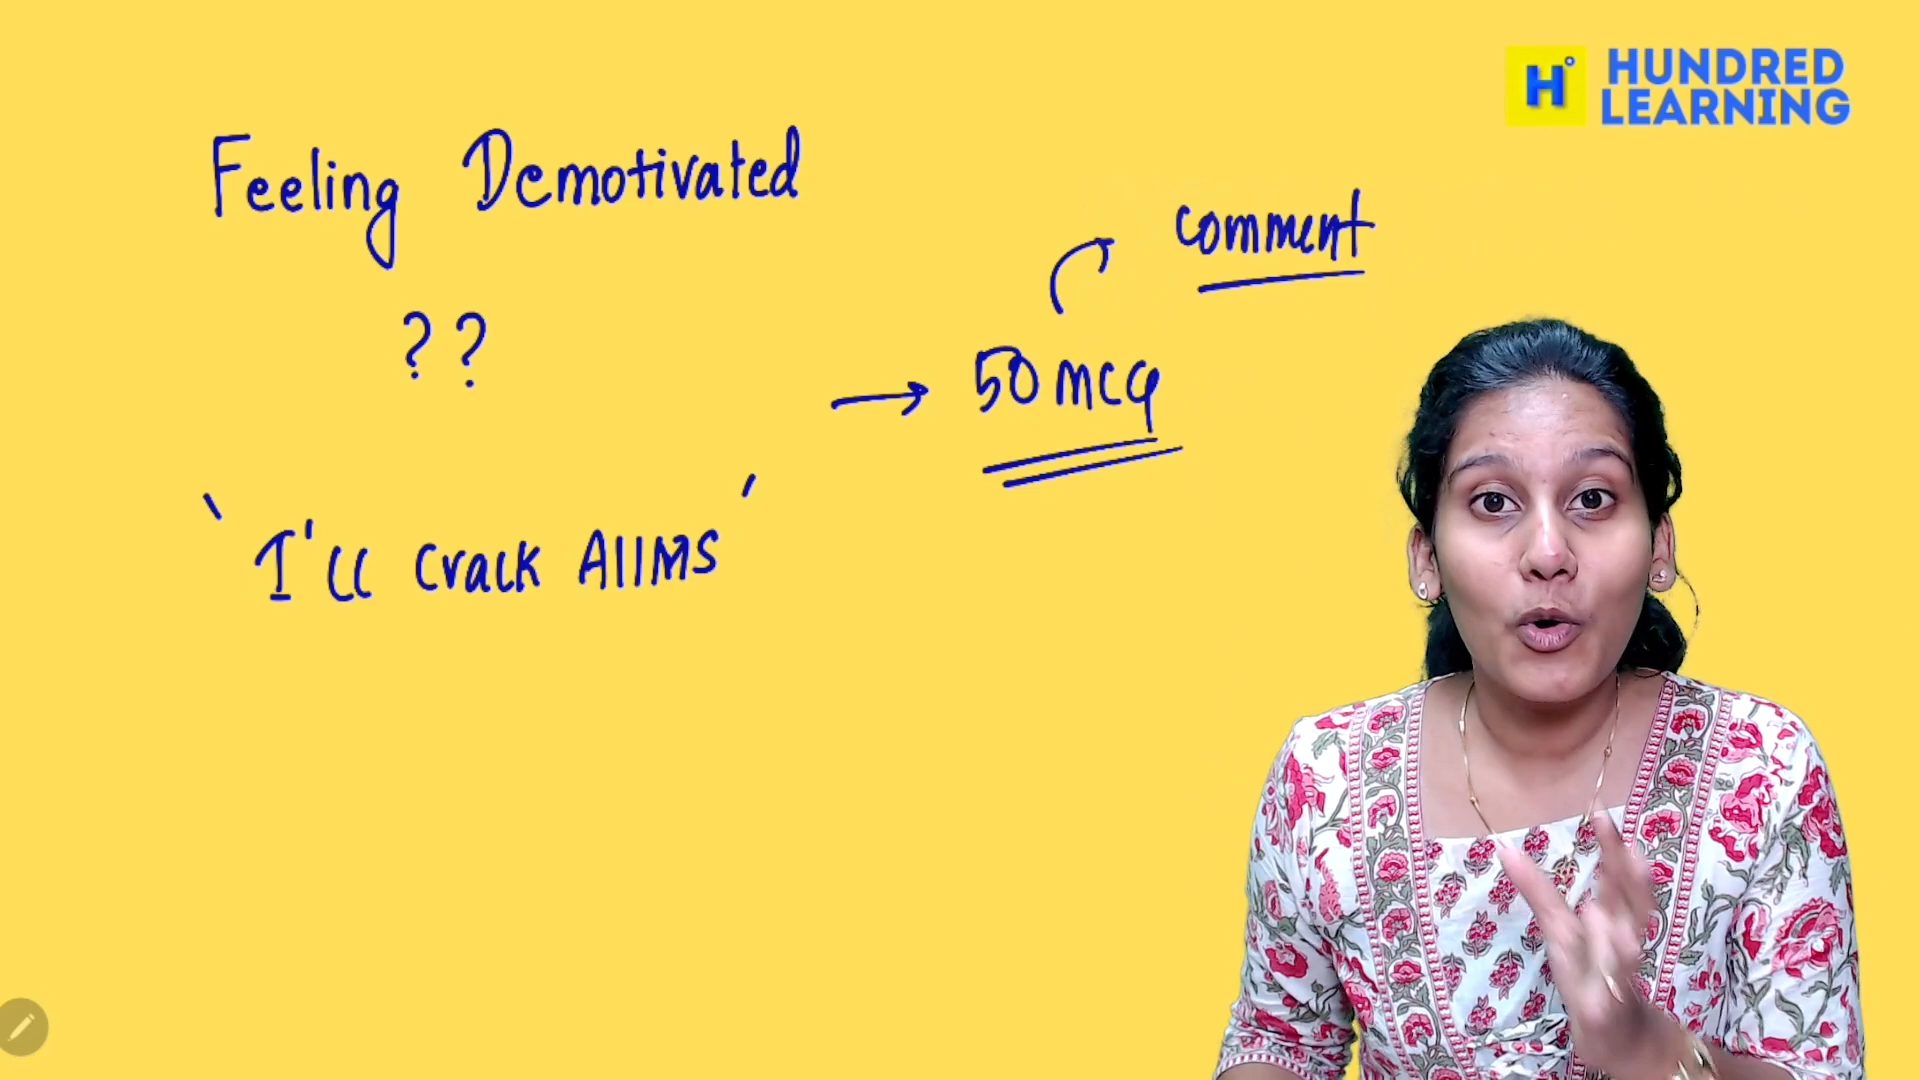 HUNDRED
LEARNING
H°
Feeling Demotivated
??
comment
→ 50 mcq
'I'll crack AIIMS'